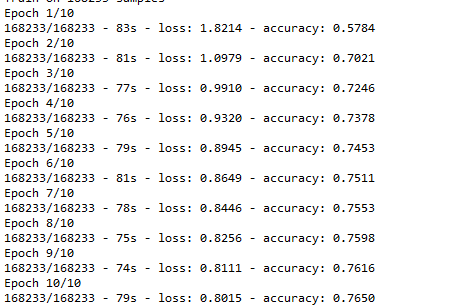 Train on 168233 samples
Epoch 1/10
168233/168233 - 83s - loss: 1.8214 - accuracy: 0.5784
Epoch 2/10
168233/168233 - 81s - loss: 1.0979 - accuracy: 0.7021
Epoch 3/10
168233/168233 - 77s - loss: 0.9910 - accuracy: 0.7246
Epoch 4/10
168233/168233 - 76s - loss: 0.9320 - accuracy: 0.7378
Epoch 5/10
168233/168233 - 79s - loss: 0.8945 - accuracy: 0.7453
Epoch 6/10
168233/168233 - 81s - loss: 0.8649 - accuracy: 0.7511
Epoch 7/10
168233/168233 - 78s - loss: 0.8446 - accuracy: 0.7553
Epoch 8/10
168233/168233 - 75s - loss: 0.8256 - accuracy: 0.7598
Epoch 9/10
168233/168233 - 74s - loss: 0.8111 - accuracy: 0.7616
Epoch 10/10
168233/168233 - 79s - loss: 0.8015 - accuracy: 0.7650